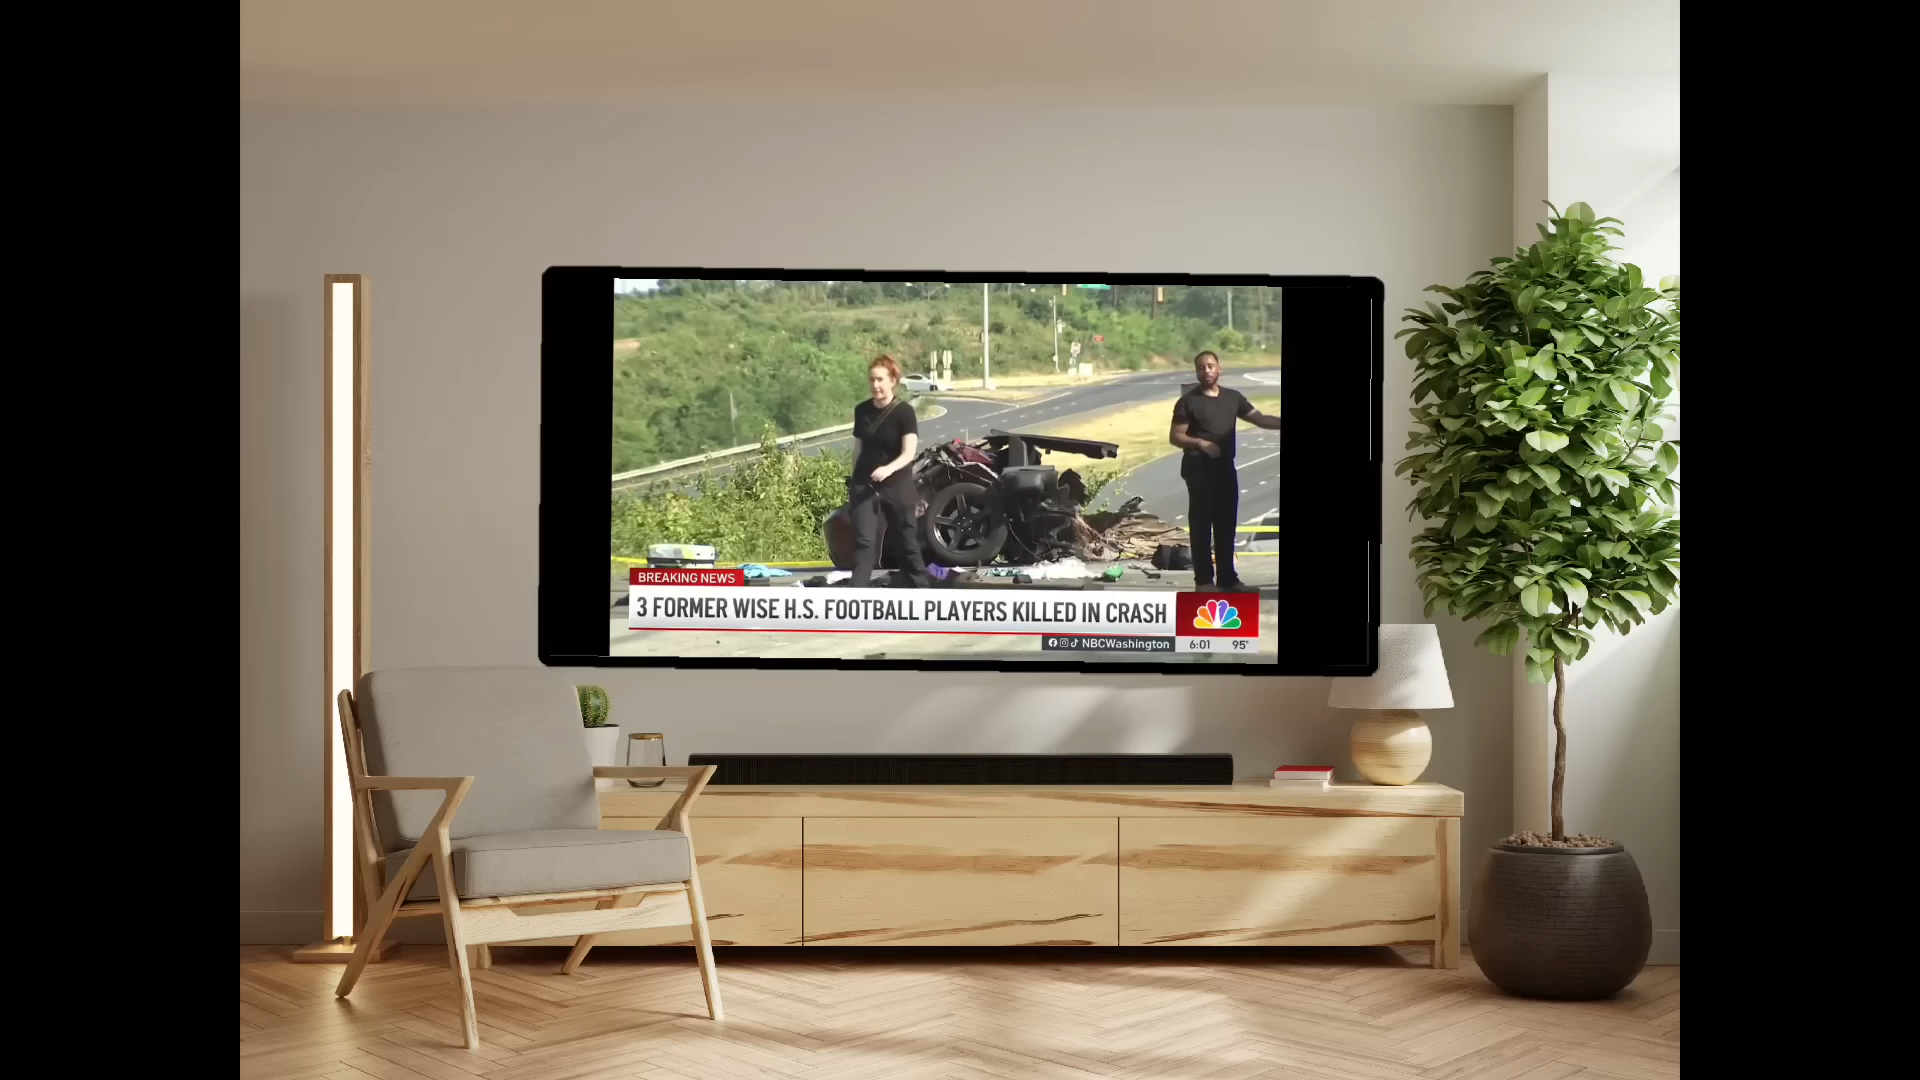 BREAKING NEWS
3 FORMER WISE H.S. FOOTBALL PLAYERS KILLED IN CRASH
NBCWashington
6:01 95°